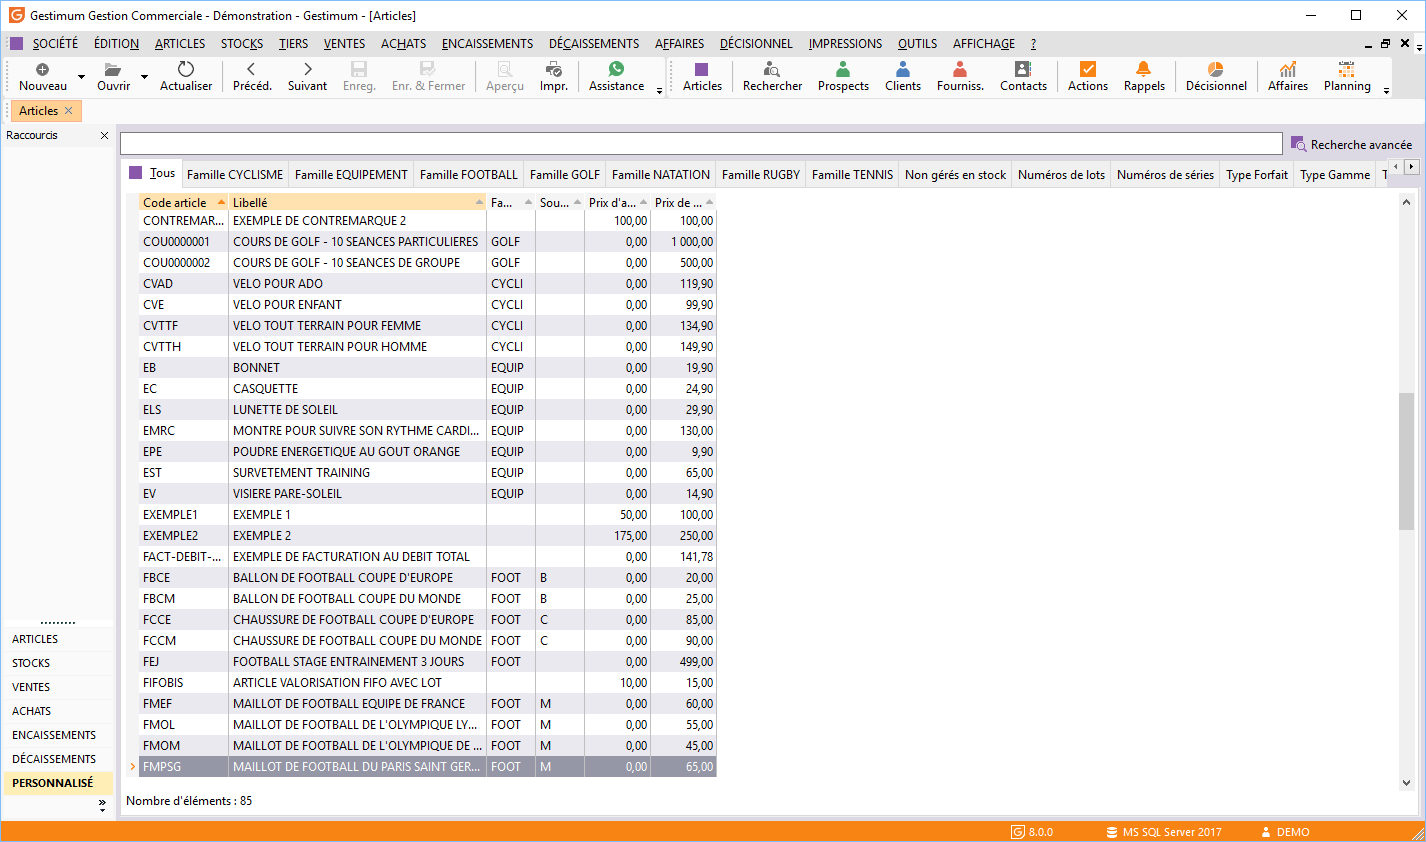 Gestimum Gestion Commerciale - Démonstration - Gestimum - [Articles]
SOCIÉTÉ ÉDITION ARTICLES STOCKS TIERS VENTES ACHATS ENCAISSEMENTS DÉCAISSEMENTS AFFAIRES DÉCISIONNEL IMPRESSIONS OUTILS AFFICHAGE ?
Nouveau Ouvrir Actualiser Précéd. Suivant Enreg. Enr. & Fermer Aperçu Impr. Assistance Articles Rechercher Prospects Clients Fourniss. Contacts Actions Rappels Décisionnel Affaires Planning
Articles
Raccourcis
Recherche avancée
Tous Famille CYCLISME Famille EQUIPEMENT Famille FOOTBALL Famille GOLF Famille NATATION Famille RUGBY Famille TENNIS Non gérés en stock Numéros de lots Numéros de séries Type Forfait Type Gamme
Code article Libellé Fa... Sou... Prix d'a... Prix de ...
CONTREMAR... EXEMPLE DE CONTREMARQUE 2 100,00 100,00
COU0000001 COURS DE GOLF - 10 SEANCES PARTICULIERES GOLF 0,00 1 000,00
COU0000002 COURS DE GOLF - 10 SEANCES DE GROUPE GOLF 0,00 500,00
CVAD VELO POUR ADO CYCLI 0,00 119,90
CVE VELO POUR ENFANT CYCLI 0,00 99,90
CVTTF VELO TOUT TERRAIN POUR FEMME CYCLI 0,00 134,90
CVTTH VELO TOUT TERRAIN POUR HOMME CYCLI 0,00 149,90
EB BONNET EQUIP 0,00 19,90
EC CASQUETTE EQUIP 0,00 24,90
ELS LUNETTE DE SOLEIL EQUIP 0,00 29,90
EMRC MONTRE POUR SUIVRE SON RYTHME CARDI... EQUIP 0,00 130,00
EPE POUDRE ENERGETIQUE AU GOUT ORANGE EQUIP 0,00 9,90
EST SURVETEMENT TRAINING EQUIP 0,00 65,00
EV VISIERE PARE-SOLEIL EQUIP 0,00 14,90
EXEMPLE1 EXEMPLE 1 50,00 100,00
EXEMPLE2 EXEMPLE 2 175,00 250,00
FACT-DEBIT-... EXEMPLE DE FACTURATION AU DEBIT TOTAL 0,00 141,78
FBCE BALLON DE FOOTBALL COUPE D'EUROPE FOOT B 0,00 20,00
FBCM BALLON DE FOOTBALL COUPE DU MONDE FOOT B 0,00 25,00
FCCE CHAUSSURE DE FOOTBALL COUPE D'EUROPE FOOT C 0,00 85,00
FCCM CHAUSSURE DE FOOTBALL COUPE DU MONDE FOOT C 0,00 90,00
FEJ FOOTBALL STAGE ENTRAINEMENT 3 JOURS FOOT 0,00 499,00
FIFOBIS ARTICLE VALORISATION FIFO AVEC LOT 10,00 15,00
FMEF MAILLOT DE FOOTBALL EQUIPE DE FRANCE FOOT M 0,00 60,00
FMOL MAILLOT DE FOOTBALL DE L'OLYMPIQUE LY... FOOT M 0,00 55,00
FMOM MAILLOT DE FOOTBALL DE L'OLYMPIQUE DE ... FOOT M 0,00 45,00
FMPSG MAILLOT DE FOOTBALL DU PARIS SAINT GER... FOOT M 0,00 65,00
ARTICLES
STOCKS
VENTES
ACHATS
ENCAISSEMENTS
DÉCAISSEMENTS
PERSONNALISÉ
Nombre d'éléments : 85
8.0.0 MS SQL Server 2017 DEMO